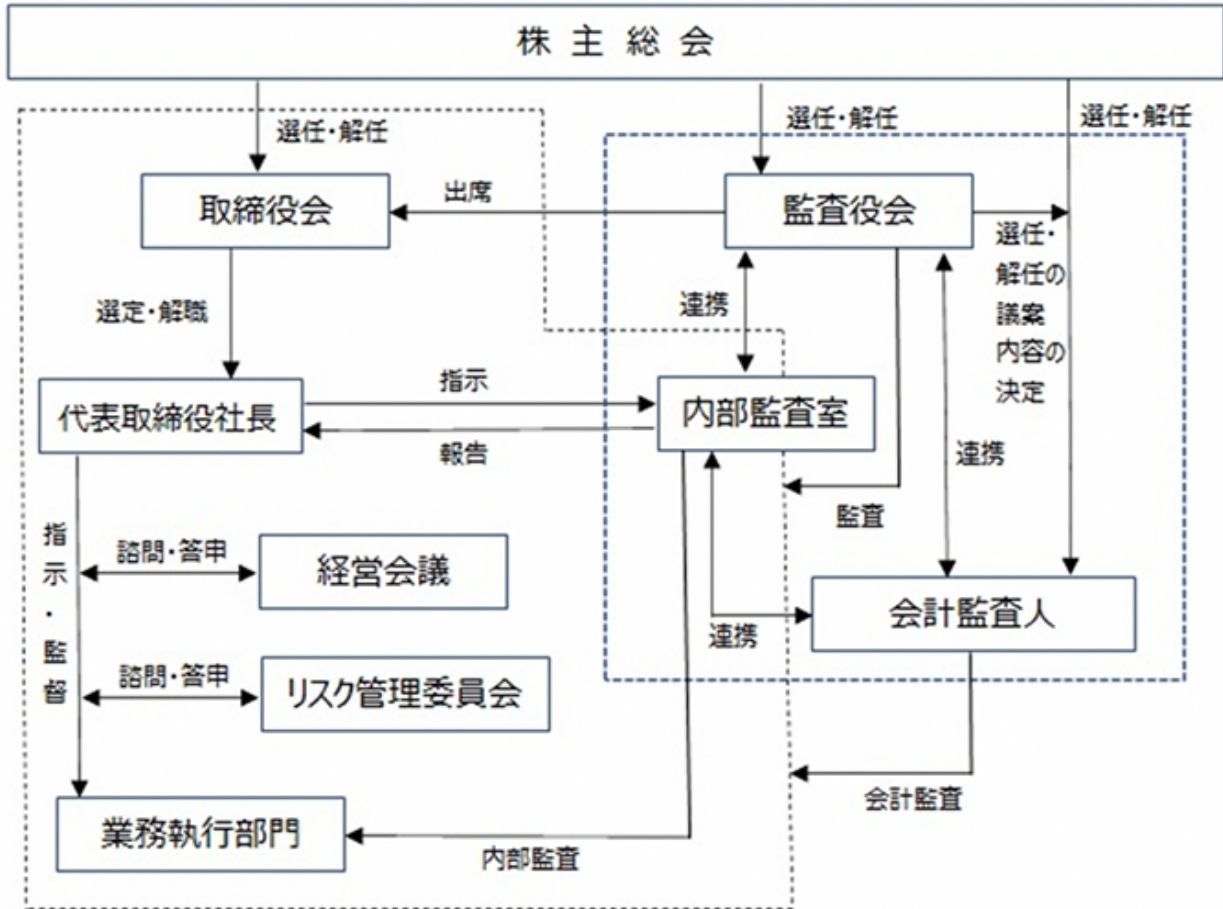 株主総会
選任・解任
選任・解任
選任・解任
取締役会
出席
監査役会
選任・
解任の
議案
内容の
決定
選定・解職
連携
代表取締役社長
指示
報告
内部監査室
連携
監査
指示・監督
諮問・答申
経営会議
連携
会計監査人
諮問・答申
リスク管理委員会
会計監査
業務執行部門
内部監査